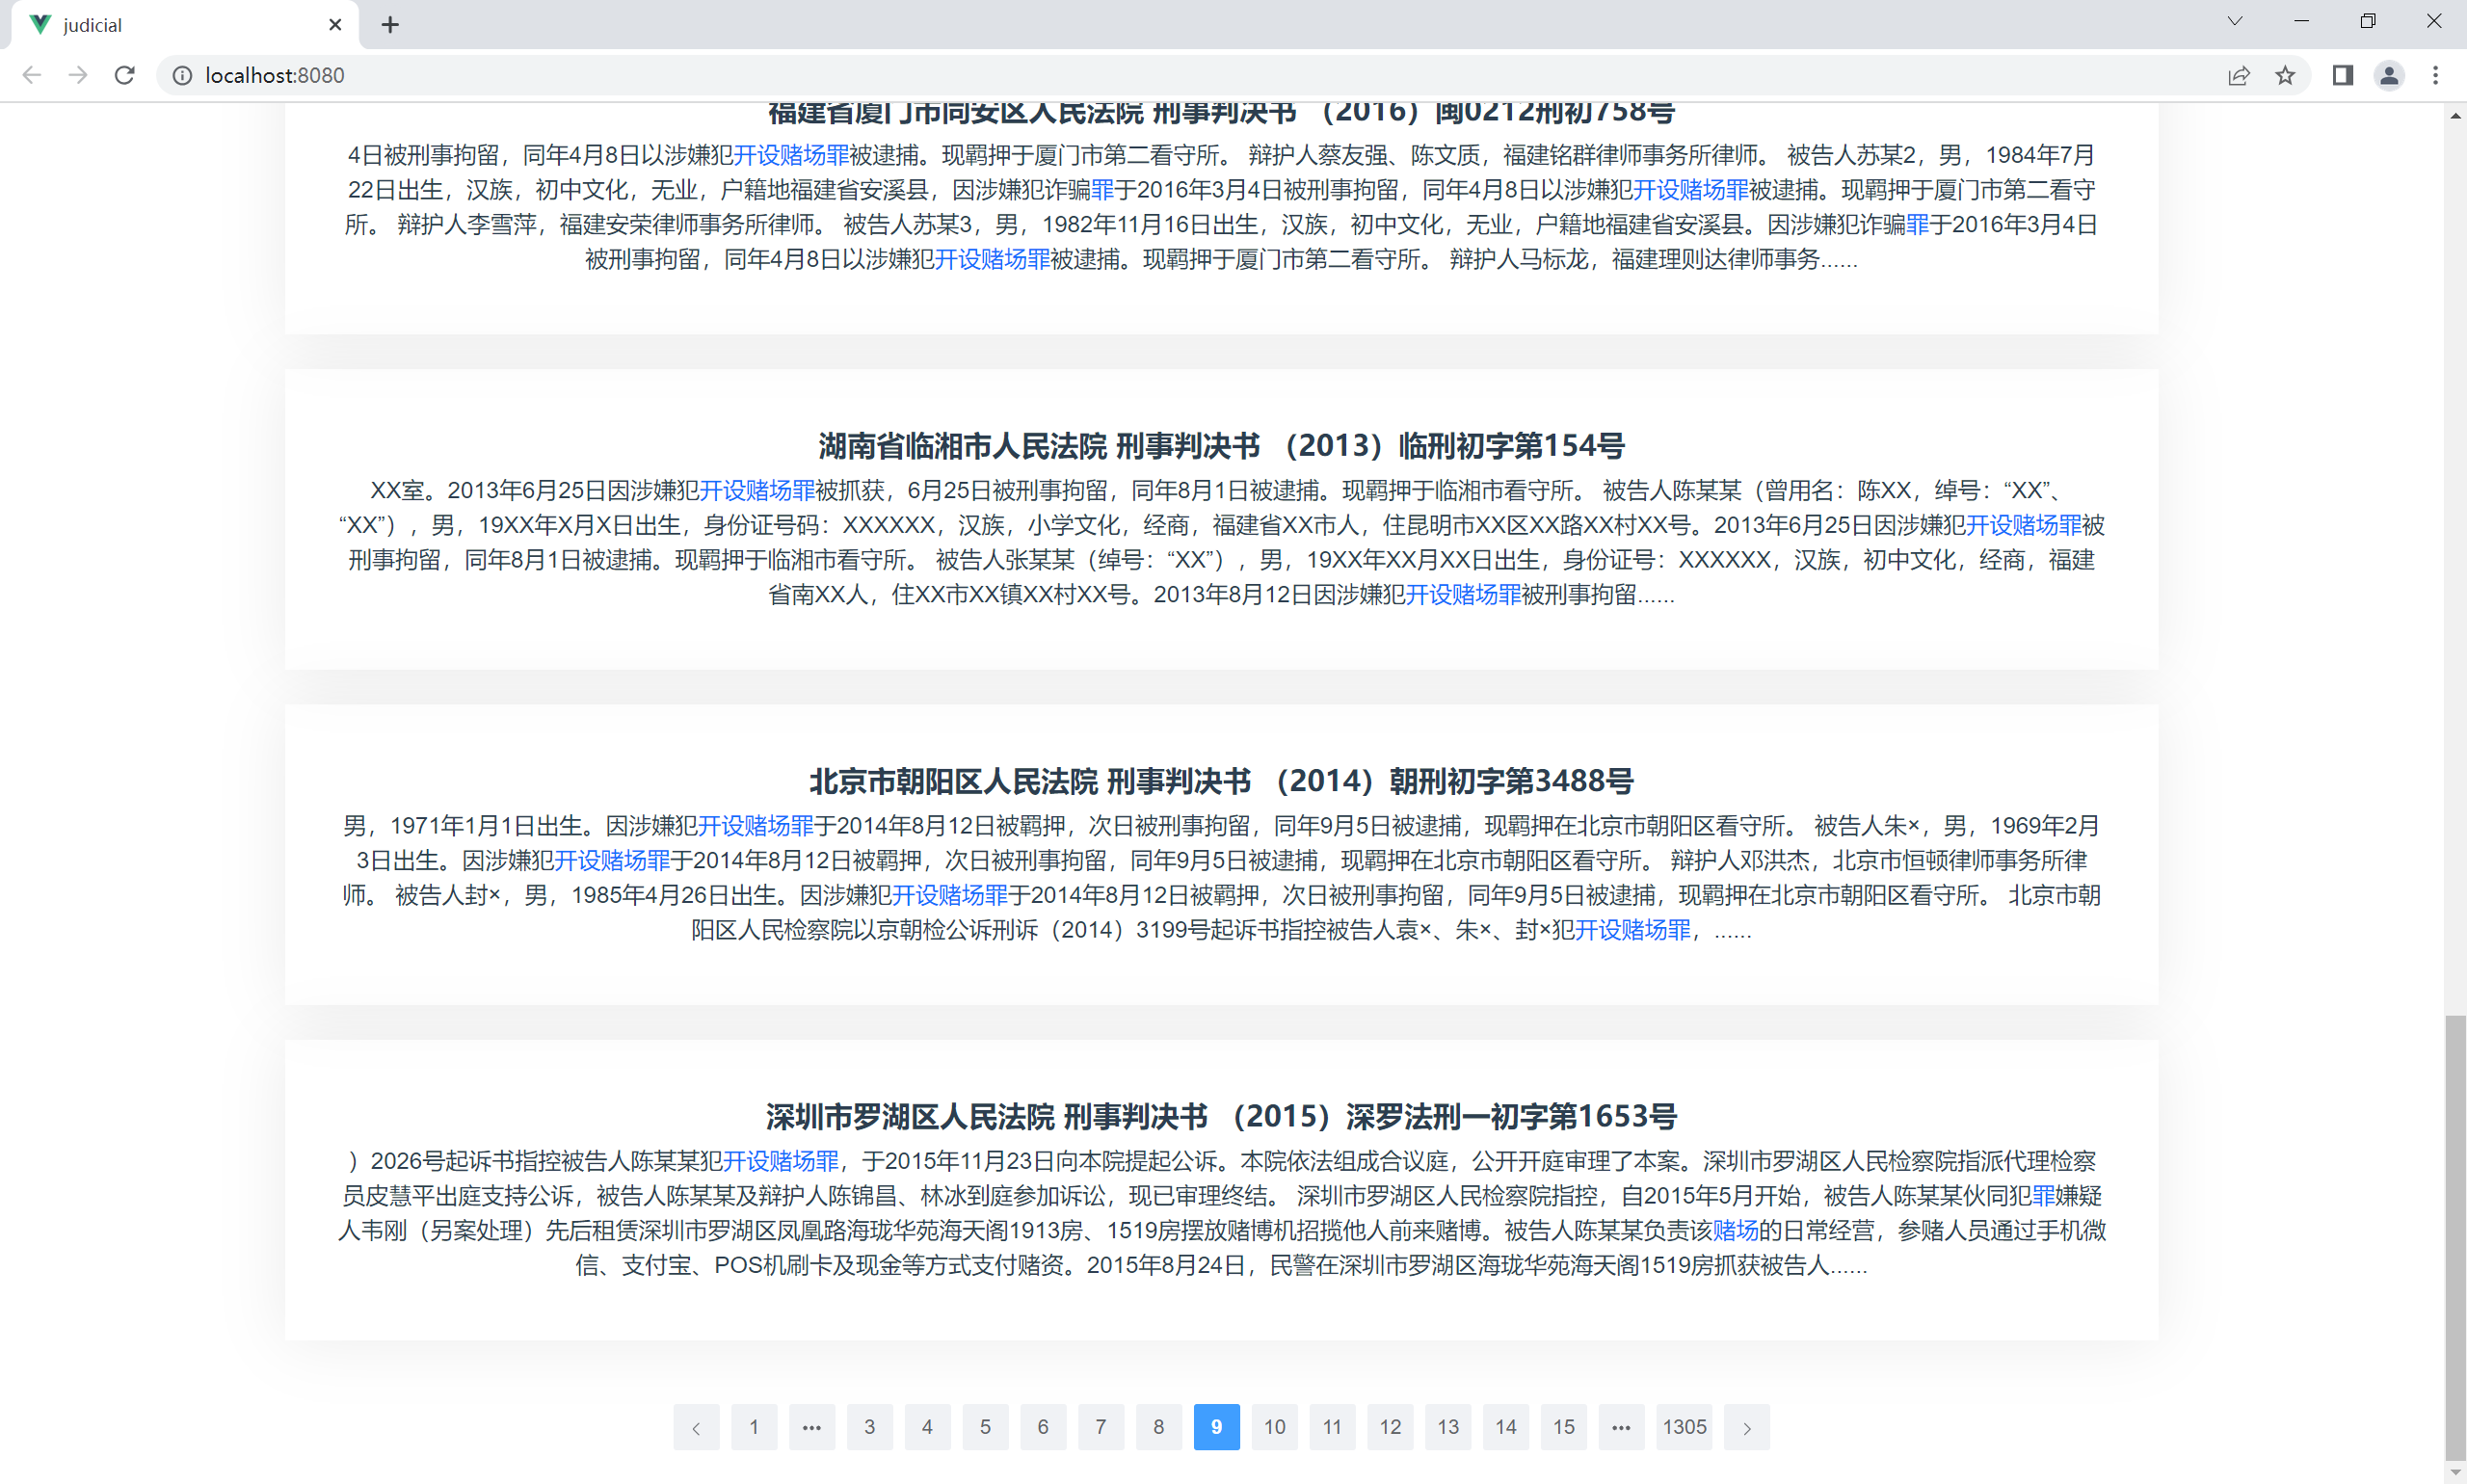 judicial
localhost:8080
福建省厦门市同安区人民法院 刑事判决书 （2016）闽0212刑初758号
4日被刑事拘留，同年4月8日以涉嫌犯开设赌场罪被逮捕。现羁押于厦门市第二看守所。 辩护人蔡友强、陈文质，福建铭群律师事务所律师。 被告人苏某2，男，1984年7月
22日出生，汉族，初中文化，无业，户籍地福建省安溪县，因涉嫌犯诈骗罪于2016年3月4日被刑事拘留，同年4月8日以涉嫌犯开设赌场罪被逮捕。现羁押于厦门市第二看守
所。 辩护人李雪萍，福建安荣律师事务所律师。 被告人苏某3，男，1982年11月16日出生，汉族，初中文化，无业，户籍地福建省安溪县。因涉嫌犯诈骗罪于2016年3月4日
被刑事拘留，同年4月8日以涉嫌犯开设赌场罪被逮捕。现羁押于厦门市第二看守所。 辩护人马标龙，福建理则达律师事务......
湖南省临湘市人民法院 刑事判决书 （2013）临刑初字第154号
XX室。2013年6月25日因涉嫌犯开设赌场罪被抓获，6月25日被刑事拘留，同年8月1日被逮捕。现羁押于临湘市看守所。 被告人陈某某（曾用名：陈XX，绰号：“XX”、
“XX”），男，19XX年X月X日出生，身份证号码：XXXXXX，汉族，小学文化，经商，福建省XX市人，住昆明市XX区XX路XX村XX号。2013年6月25日因涉嫌犯开设赌场罪被
刑事拘留，同年8月1日被逮捕。现羁押于临湘市看守所。 被告人张某某（绰号：“XX”），男，19XX年XX月XX日出生，身份证号：XXXXXX，汉族，初中文化，经商，福建
省南XX人，住XX市XX镇XX村XX号。2013年8月12日因涉嫌犯开设赌场罪被刑事拘留......
北京市朝阳区人民法院 刑事判决书 （2014）朝刑初字第3488号
男，1971年1月1日出生。因涉嫌犯开设赌场罪于2014年8月12日被羁押，次日被刑事拘留，同年9月5日被逮捕，现羁押在北京市朝阳区看守所。 被告人朱×，男，1969年2月
3日出生。因涉嫌犯开设赌场罪于2014年8月12日被羁押，次日被刑事拘留，同年9月5日被逮捕，现羁押在北京市朝阳区看守所。 辩护人邓洪杰，北京市恒顿律师事务所律
师。 被告人封×，男，1985年4月26日出生。因涉嫌犯开设赌场罪于2014年8月12日被羁押，次日被刑事拘留，同年9月5日被逮捕，现羁押在北京市朝阳区看守所。 北京市朝
阳区人民检察院以京朝检公诉刑诉（2014）3199号起诉书指控被告人袁×、朱×、封×犯开设赌场罪，......
深圳市罗湖区人民法院 刑事判决书 （2015）深罗法刑一初字第1653号
）2026号起诉书指控被告人陈某某犯开设赌场罪，于2015年11月23日向本院提起公诉。本院依法组成合议庭，公开开庭审理了本案。深圳市罗湖区人民检察院指派代理检察
员皮慧平出庭支持公诉，被告人陈某某及辩护人陈锦昌、林冰到庭参加诉讼，现已审理终结。 深圳市罗湖区人民检察院指控，自2015年5月开始，被告人陈某某伙同犯罪嫌疑
人韦刚（另案处理）先后租赁深圳市罗湖区凤凰路海珑华苑海天阁1913房、1519房摆放赌博机招揽他人前来赌博。被告人陈某某负责该赌场的日常经营，参赌人员通过手机微
信、支付宝、POS机刷卡及现金等方式支付赌资。2015年8月24日，民警在深圳市罗湖区海珑华苑海天阁1519房抓获被告人......
1 ... 3 4 5 6 7 8 9 10 11 12 13 14 15 ... 1305